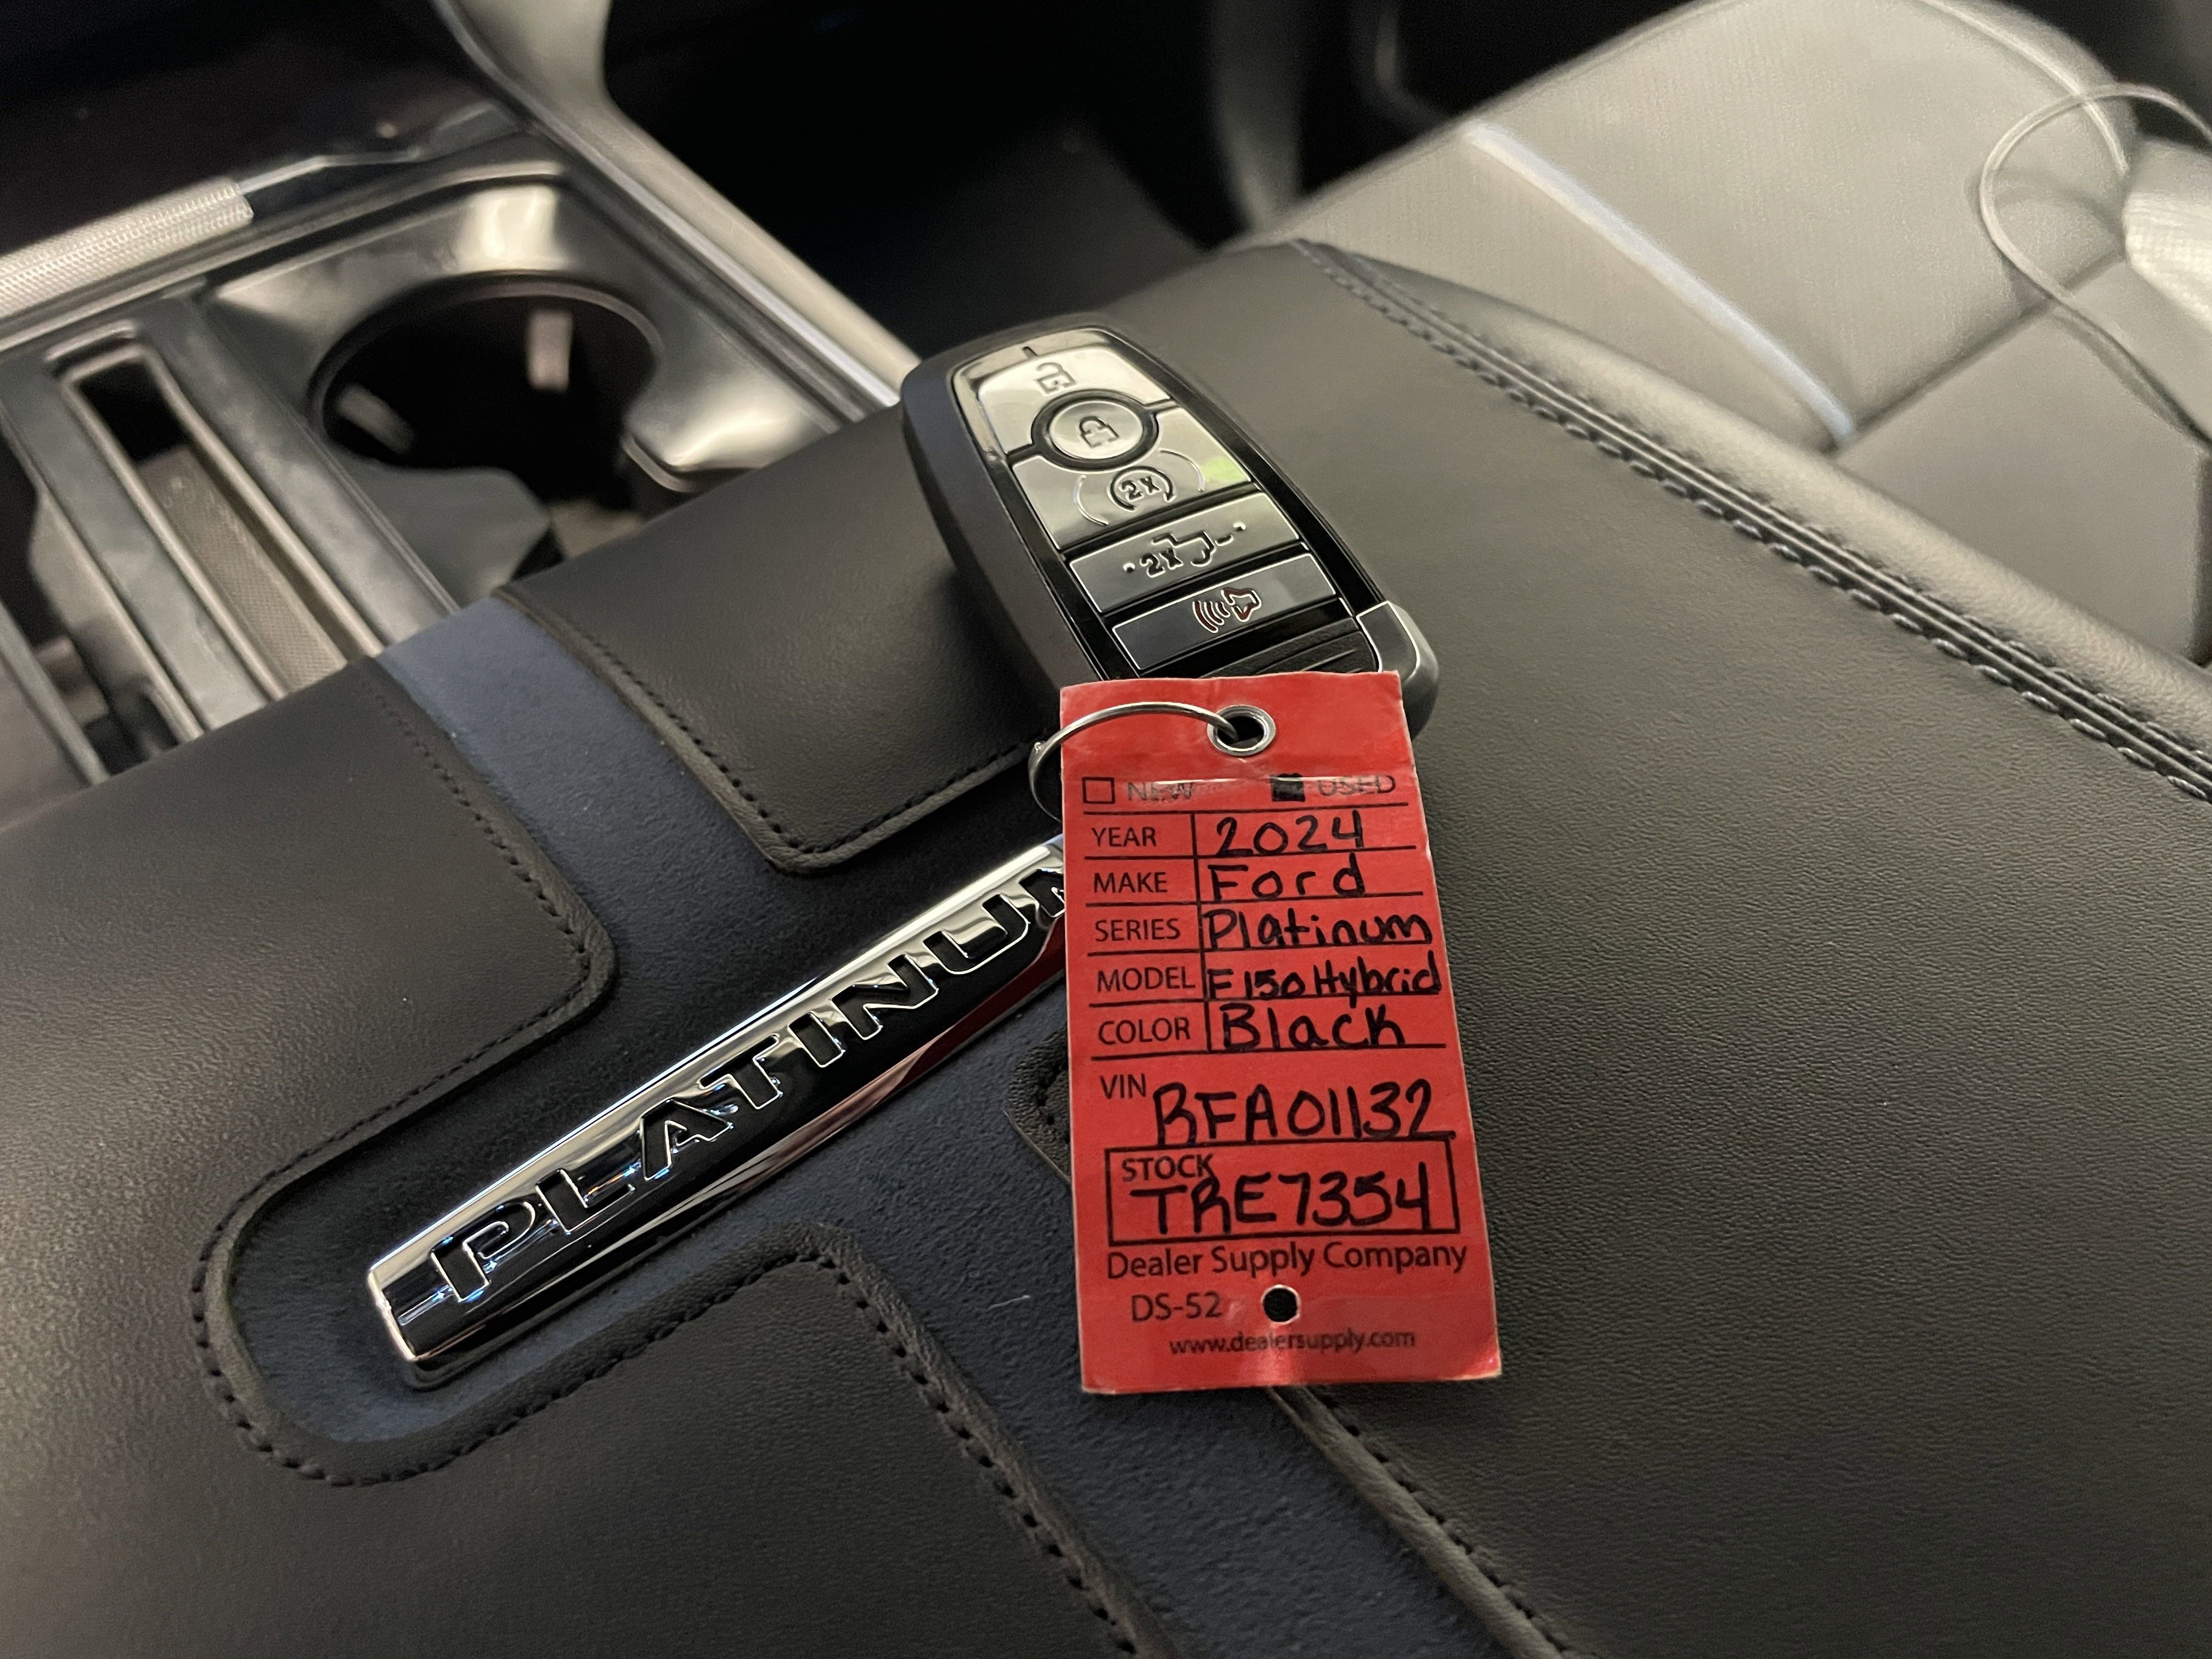 2x
2x
PLATINUM
NEW USED
YEAR 2024
MAKE Ford
SERIES Platinum
MODEL F150 Hybrid
COLOR Black
VIN RFA01132
STOCK TRE7354
Dealer Supply Company
DS-52
www.dealersupply.com